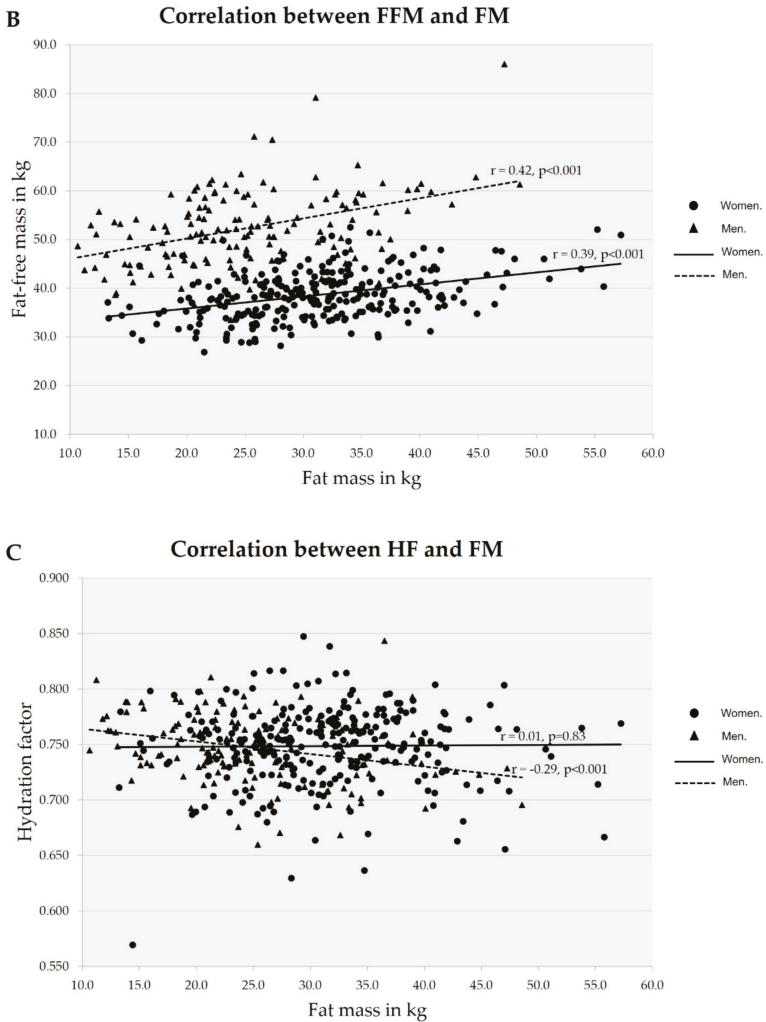 B
Correlation between FFM and FM
90.0
80.0
70.0
60.0
50.0
40.0
30.0
20.0
10.0
Fat-free mass in kg
r = 0.42, p<0.001
r = 0.39, p<0.001
Women.
Men.
Women.
Men.
10.0 15.0 20.0 25.0 30.0 35.0 40.0 45.0 50.0 55.0 60.0
Fat mass in kg
C
Correlation between HF and FM
0.900
0.850
0.800
0.750
0.700
0.650
0.600
0.550
Hydration factor
r = 0.01, p=0.83
r = -0.29, p<0.001
Women.
Men.
Women.
Men.
10.0 15.0 20.0 25.0 30.0 35.0 40.0 45.0 50.0 55.0 60.0
Fat mass in kg